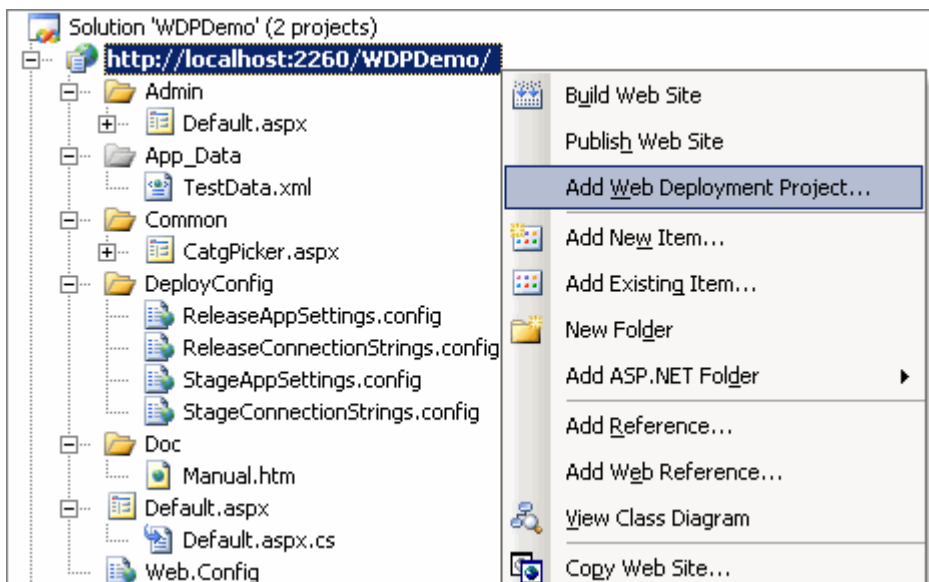 Solution 'WDPDemo' (2 projects)
http://localhost:2260/WDPDemo/
Admin
Default.aspx
App_Data
TestData.xml
Common
CatgPicker.aspx
DeployConfig
ReleaseAppSettings.config
ReleaseConnectionStrings.config
StageAppSettings.config
StageConnectionStrings.config
Doc
Manual.htm
Default.aspx
Default.aspx.cs
Web.Config
Build Web Site
Publish Web Site
Add Web Deployment Project...
Add New Item...
Add Existing Item...
New Folder
Add ASP.NET Folder
Add Reference...
Add Web Reference...
View Class Diagram
Copy Web Site...